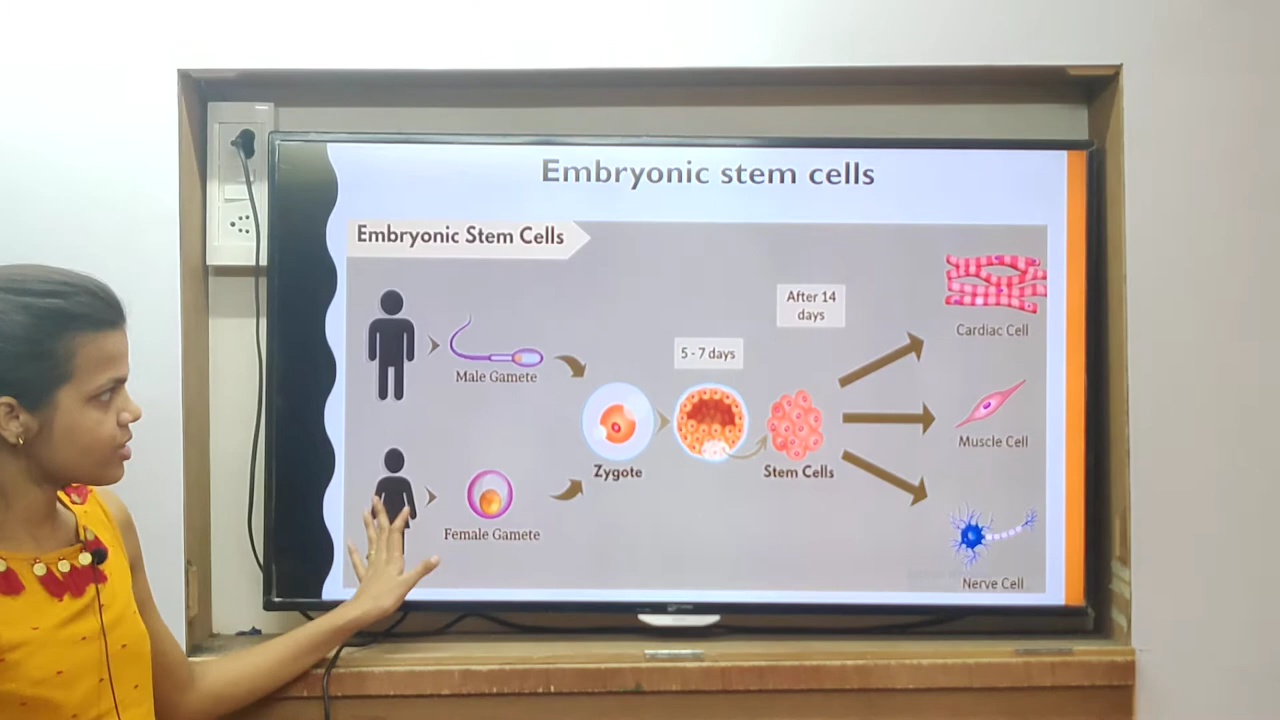 Embryonic stem cells
Embryonic Stem Cells
After 14
days
Cardiac Cell
5 - 7 days
Male Gamete
Muscle Cell
Zygote
Stem Cells
Female Gamete
Nerve Cell